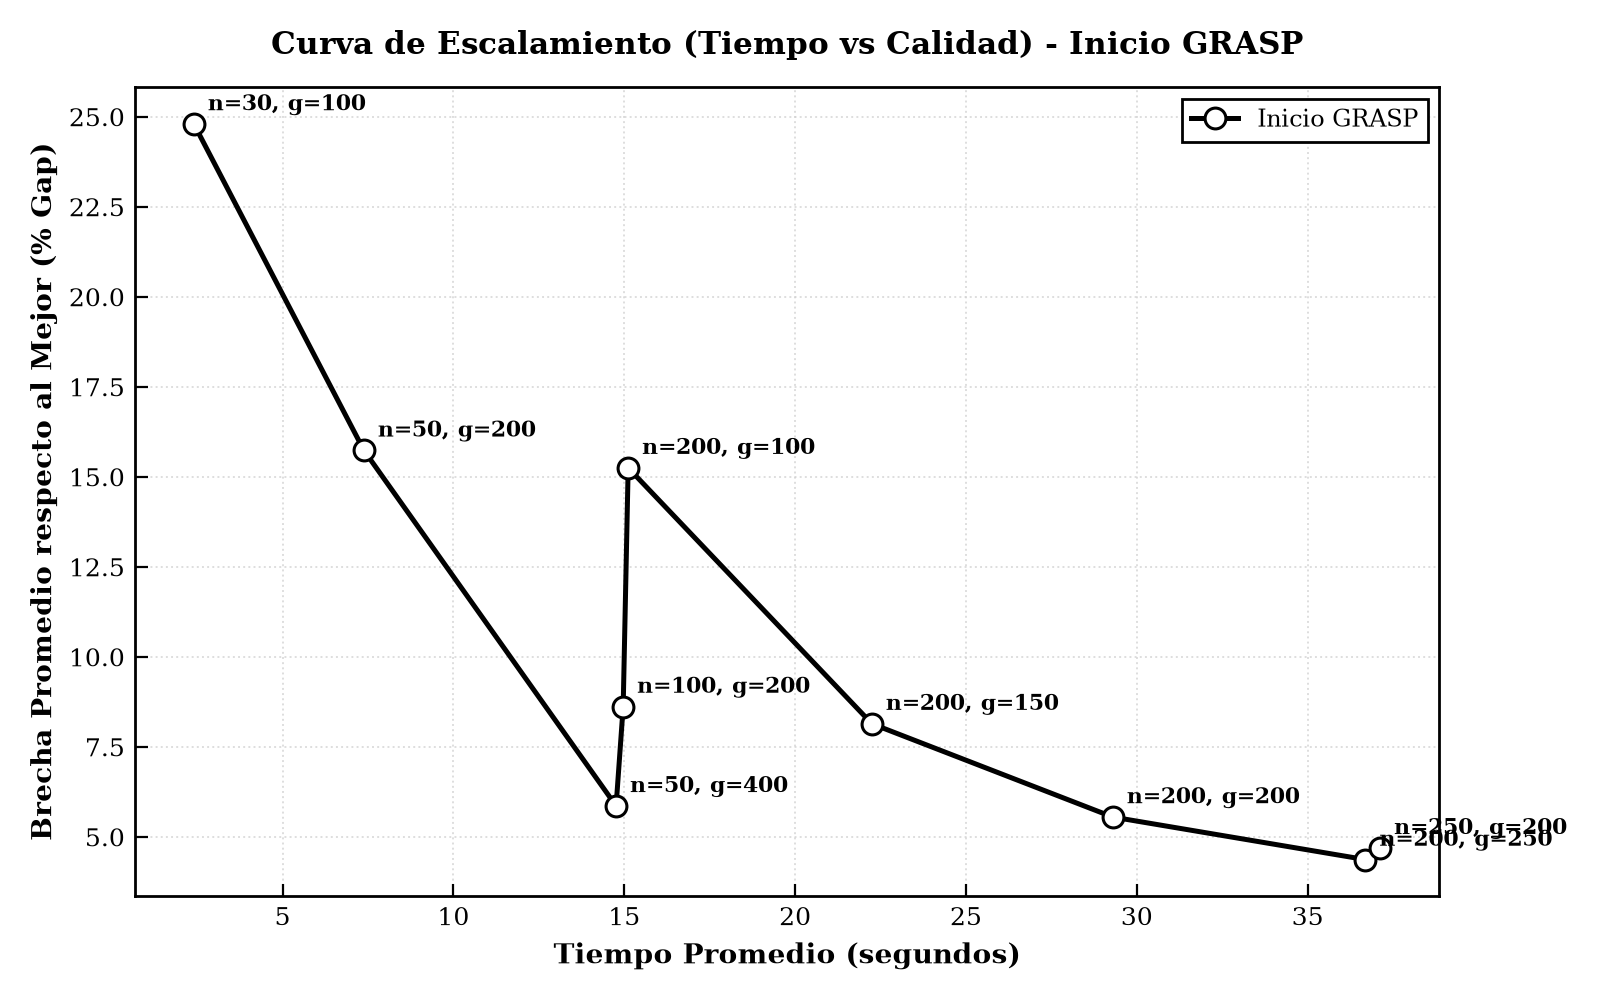 Curva de Escalamiento (Tiempo vs Calidad) - Inicio GRASP
Brecha Promedio respecto al Mejor (% Gap)
25.0
22.5
20.0
17.5
15.0
12.5
10.0
7.5
5.0
Inicio GRASP
n=30, g=100
n=50, g=200
n=200, g=100
n=100, g=200
n=200, g=150
n=50, g=400
n=200, g=200
n=250, g=200
n=200, g=250
5
10
15
20
25
30
35
Tiempo Promedio (segundos)